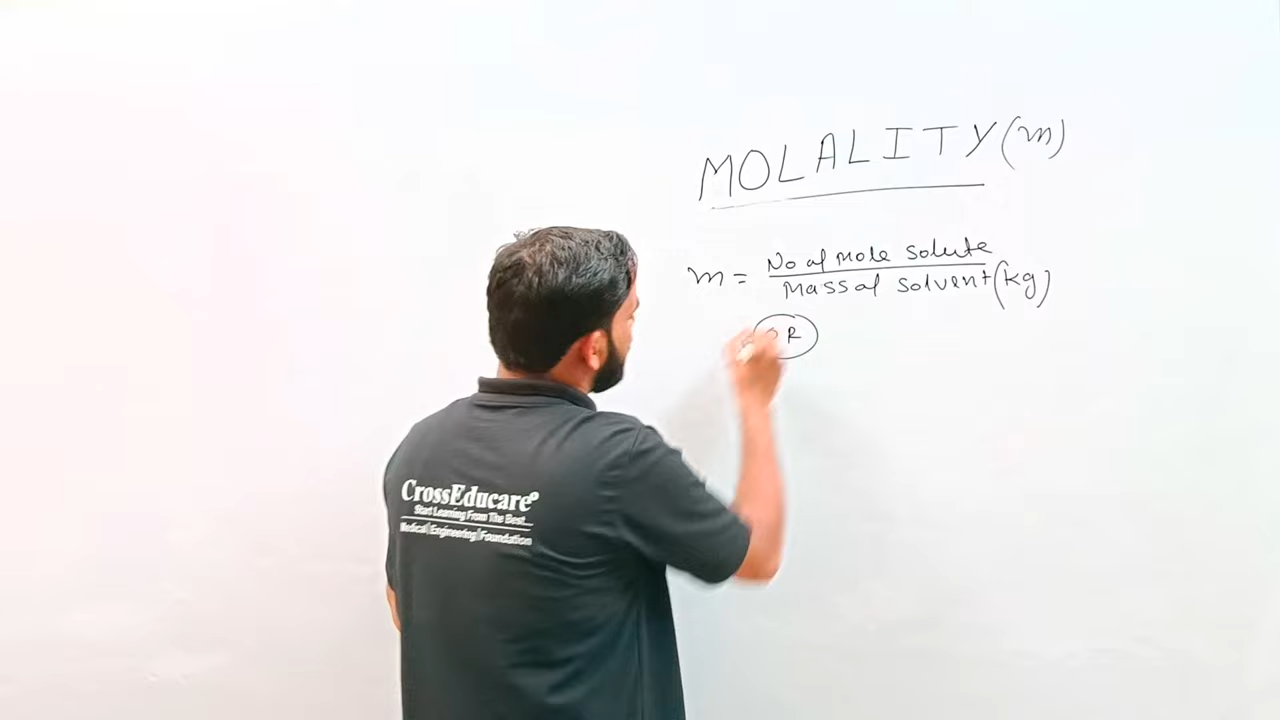 MOLALITY (m)
m = No of mole solute
Mass of solvent (kg)
OR
CrossEducare
Start Learning From The Best...
Medical | Engineering | Foundation